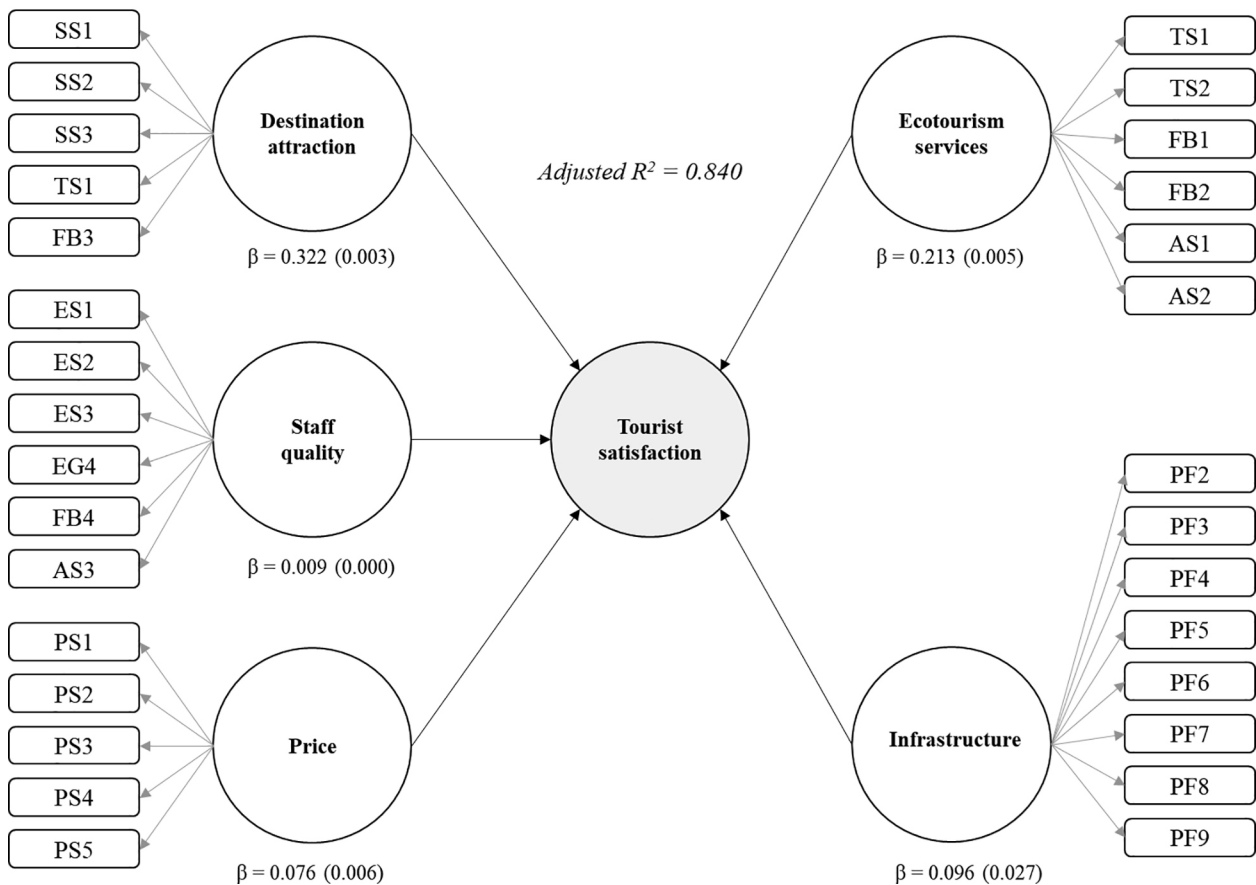 SS1
SS2
SS3
TS1
FB3
Destination
attraction
β = 0.322 (0.003)
Adjusted R² = 0.840
Ecotourism
services
β = 0.213 (0.005)
TS1
TS2
FB1
FB2
AS1
AS2
ES1
ES2
ES3
EG4
FB4
AS3
Staff
quality
β = 0.009 (0.000)
Tourist
satisfaction
PS1
PS2
PS3
PS4
PS5
Price
β = 0.076 (0.006)
Infrastructure
β = 0.096 (0.027)
PF2
PF3
PF4
PF5
PF6
PF7
PF8
PF9